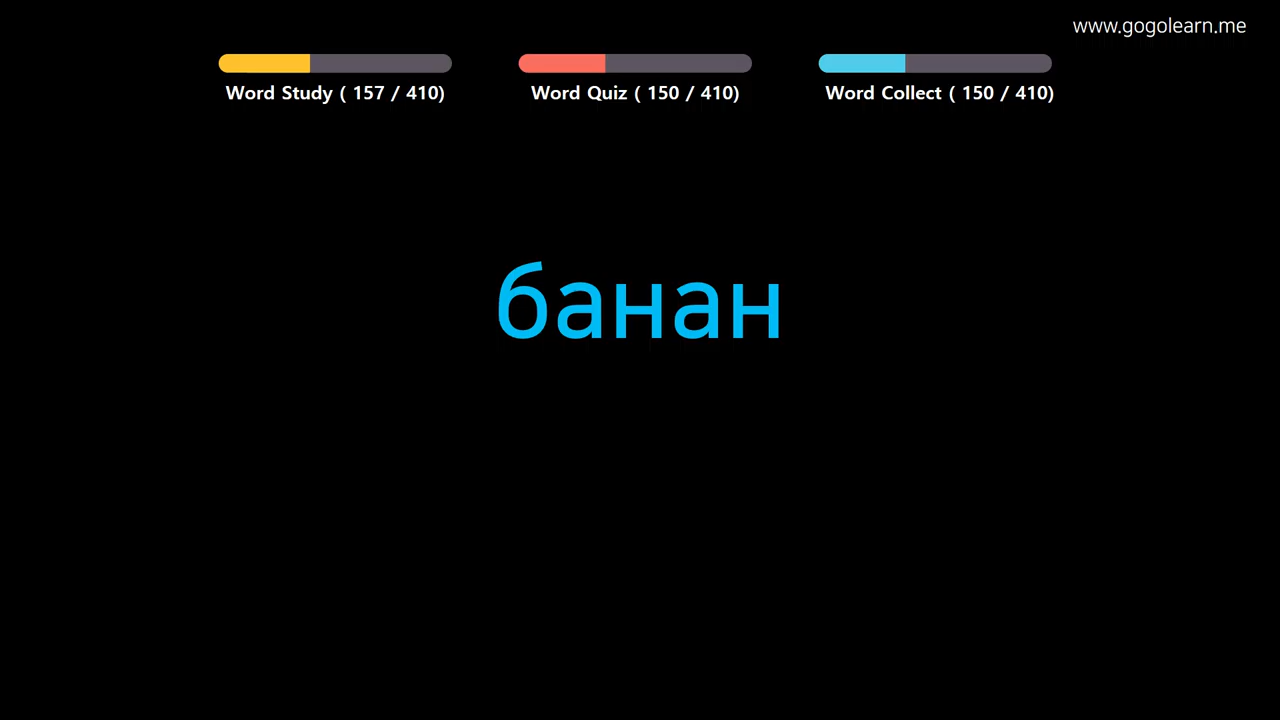 www.gogolearn.me
Word Study ( 157 / 410)
Word Quiz ( 150 / 410)
Word Collect ( 150 / 410)
банан